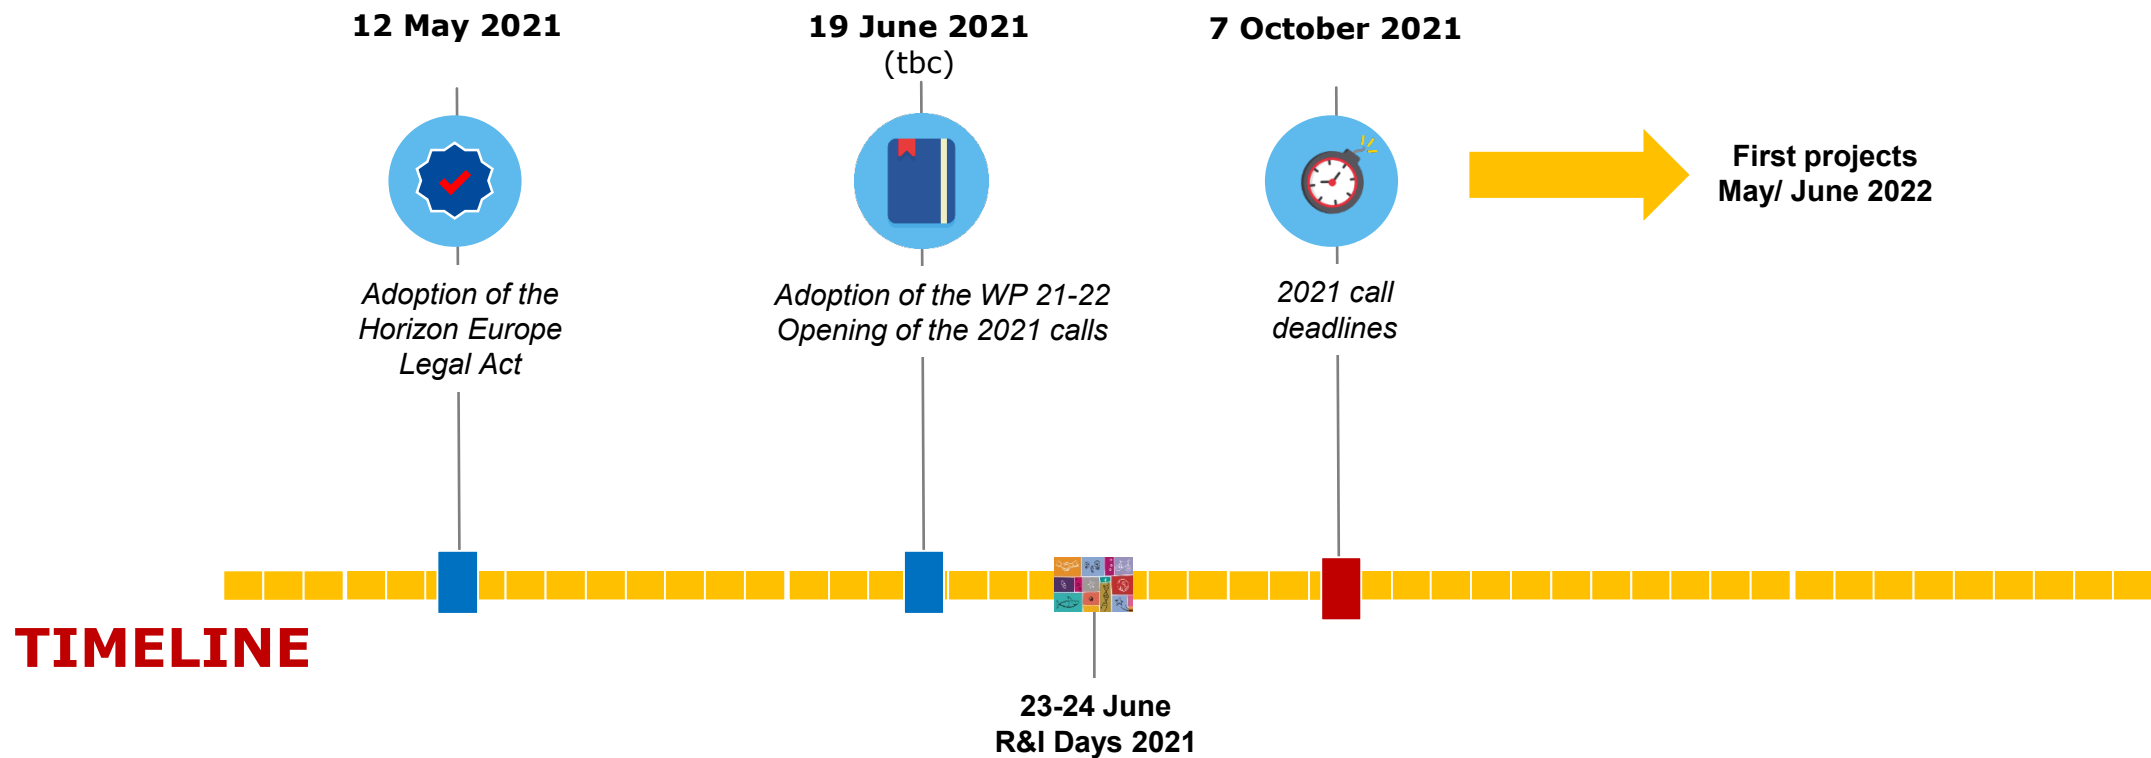 12 May 2021
Adoption of the
Horizon Europe
Legal Act
19 June 2021
(tbc)
Adoption of the WP 21-22
Opening of the 2021 calls
7 October 2021
2021 call
deadlines
First projects
May/ June 2022
TIMELINE
23-24 June
R&I Days 2021